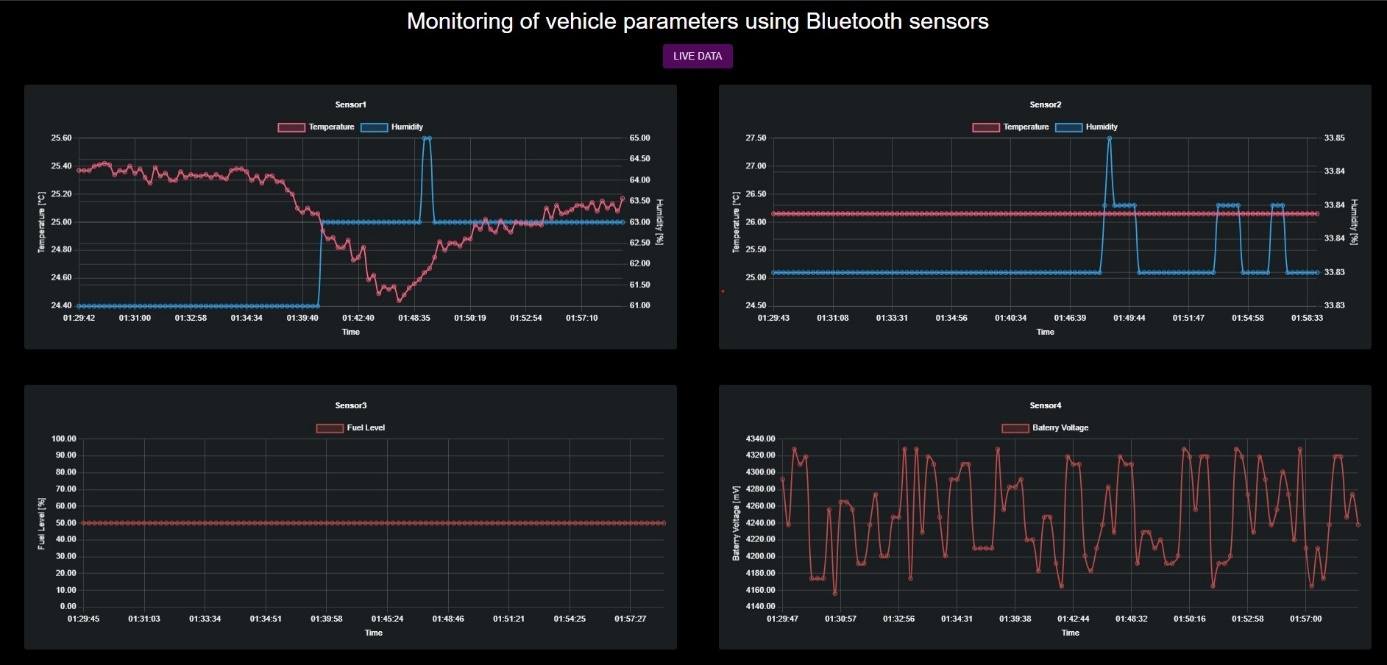 Monitoring of vehicle parameters using Bluetooth sensors
LIVE DATA
Sensor1
Temperature Humidity
25.60
25.40
25.20
25.00
24.80
24.60
24.40
Temperature [°C]
65.00
64.50
64.00
63.50
63.00
62.50
62.00
61.50
61.00
Humidity [%]
01:29:42 01:31:00 01:32:58 01:34:34 01:39:40 01:42:40 01:48:35 01:50:19 01:52:54 01:57:10
Time
Sensor2
Temperature Humidity
27.50
27.00
26.50
26.00
25.50
25.00
24.50
Temperature [°C]
33.85
33.84
33.84
33.84
33.83
33.83
Humidity [%]
01:29:43 01:31:08 01:33:31 01:34:56 01:40:34 01:46:39 01:49:44 01:51:47 01:54:58 01:58:33
Time
Sensor3
Fuel Level
100.00
90.00
80.00
70.00
60.00
50.00
40.00
30.00
20.00
10.00
0.00
Fuel Level [%]
01:29:45 01:31:03 01:33:34 01:34:51 01:39:58 01:45:24 01:48:46 01:51:21 01:54:25 01:57:27
Time
Sensor4
Baterry Voltage
4340.00
4320.00
4300.00
4280.00
4260.00
4240.00
4220.00
4200.00
4180.00
4160.00
4140.00
Baterry Voltage [mV]
01:29:47 01:30:57 01:32:56 01:34:31 01:39:38 01:42:44 01:48:32 01:50:16 01:52:58 01:57:00
Time